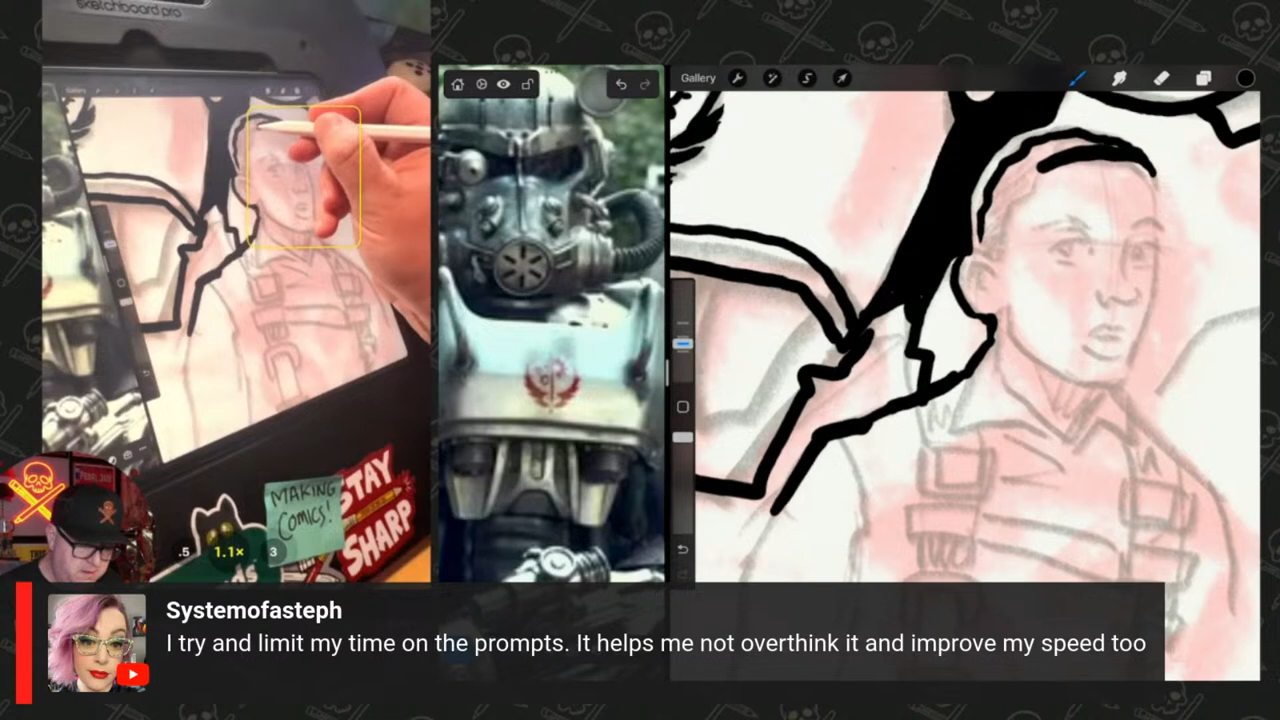 sketchboard pro
Gallery
MAKING
COMICS!
STAY
SHARP
.5
1.1×
3
Systemofasteph
I try and limit my time on the prompts. It helps me not overthink it and improve my speed too